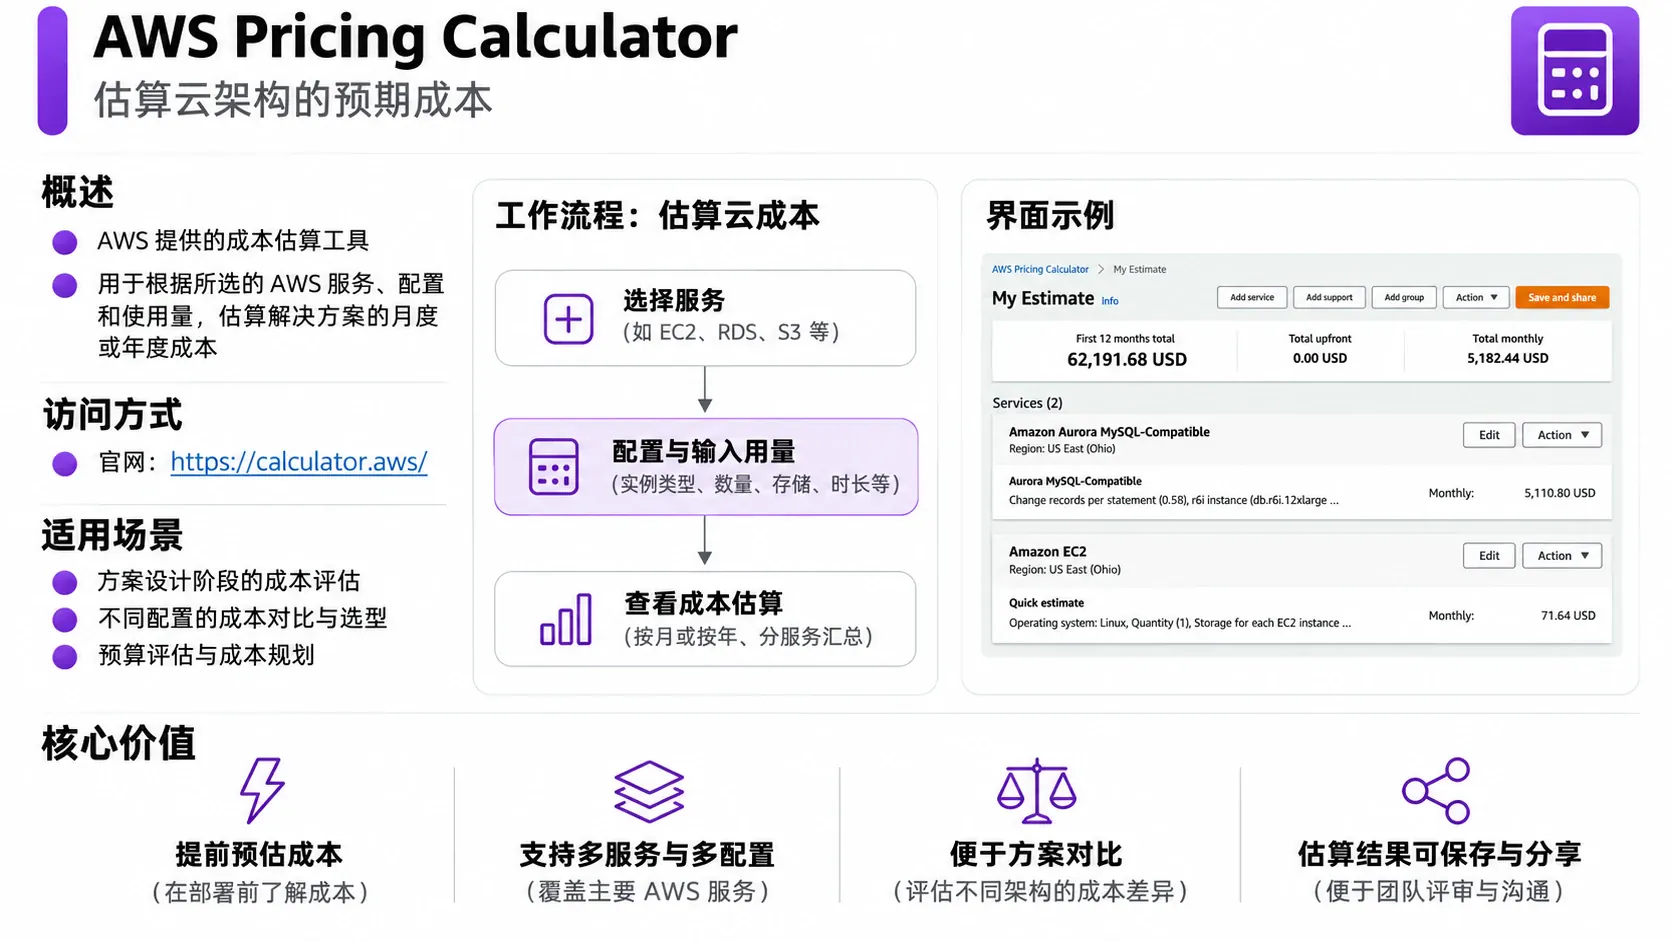 AWS Pricing Calculator
估算云架构的预期成本
概述
AWS 提供的成本估算工具
用于根据所选的 AWS 服务、配置
和使用量，估算解决方案的月度
或年度成本
访问方式
官网：https://calculator.aws/
适用场景
方案设计阶段的成本评估
不同配置的成本对比与选型
预算评估与成本规划
工作流程：估算云成本
选择服务
（如 EC2、RDS、S3 等）
配置与输入用量
（实例类型、数量、存储、时长等）
查看成本估算
（按月或按年、分服务汇总）
界面示例
AWS Pricing Calculator > My Estimate
My Estimate Info
Add service Add support Add group Action ▼ Save and share
First 12 months total Total upfront Total monthly
62,191.68 USD 0.00 USD 5,182.44 USD
Services (2)
Amazon Aurora MySQL-Compatible Edit Action ▼
Region: US East (Ohio)
Aurora MySQL-Compatible
Change records per statement (0.58), r6i instance (db.r6i.12xlarge ... Monthly: 5,110.80 USD
Amazon EC2 Edit Action ▼
Region: US East (Ohio)
Quick estimate
Operating system: Linux, Quantity (1), Storage for each EC2 instance ... Monthly: 71.64 USD
核心价值
提前预估成本
（在部署前了解成本）
支持多服务与多配置
（覆盖主要 AWS 服务）
便于方案对比
（评估不同架构的成本差异）
估算结果可保存与分享
（便于团队评审与沟通）